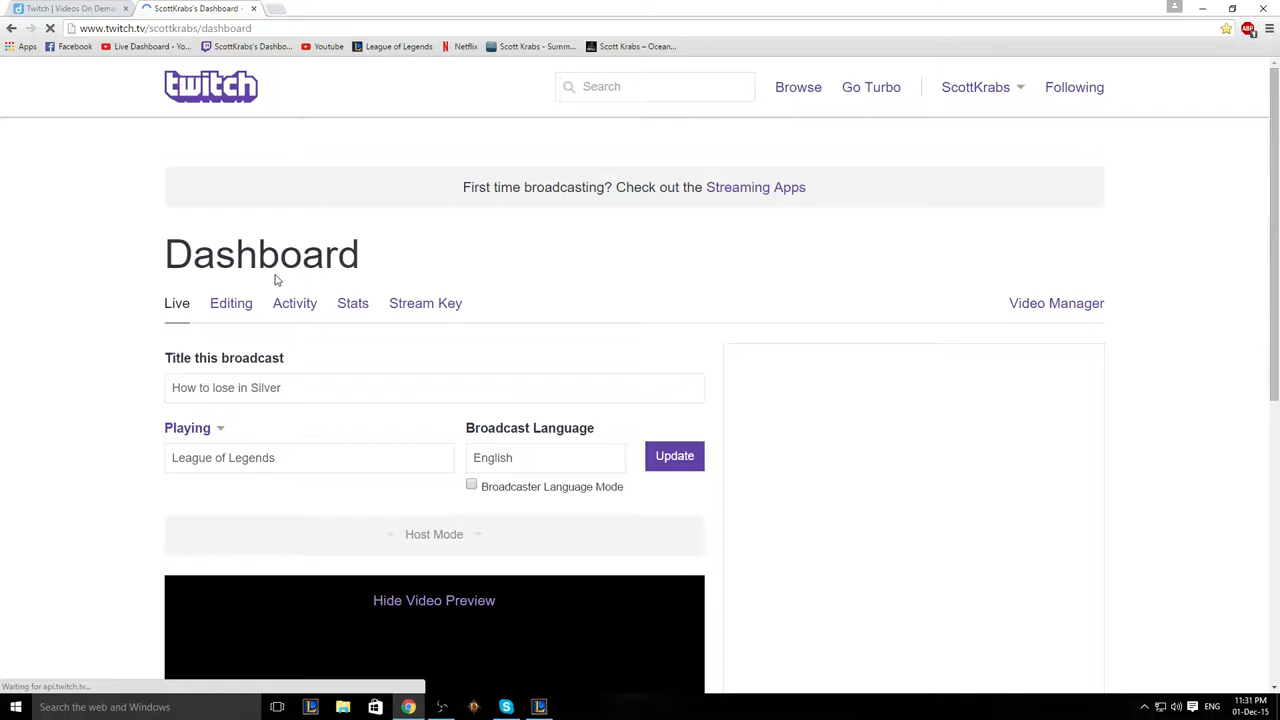 Twitch | Videos On Dema
ScottKrabs's Dashboard -
www.twitch.tv/scottkrabs/dashboard
Apps
Facebook
Live Dashboard - Yo...
ScottKrabs's Dashbo...
Youtube
League of Legends
Netflix
Scott Krabs - Summ...
Scott Krabs – Ocean...
twitch
Search
Browse
Go Turbo
ScottKrabs
Following
First time broadcasting? Check out the Streaming Apps
Dashboard
Live
Editing
Activity
Stats
Stream Key
Video Manager
Title this broadcast
How to lose in Silver
Playing
Broadcast Language
League of Legends
English
Update
Broadcaster Language Mode
Host Mode
Hide Video Preview
Waiting for api.twitch.tv...
Search the web and Windows
ENG
11:31 PM
01-Dec-15